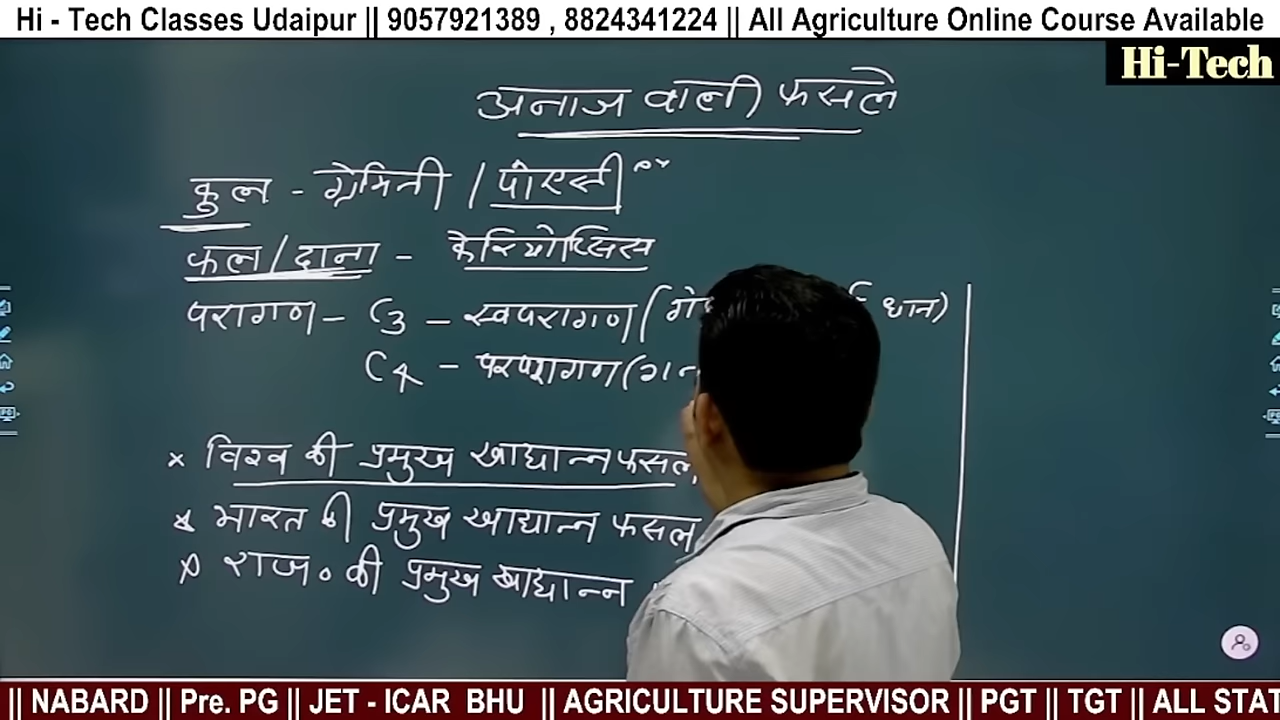 Hi - Tech Classes Udaipur || 9057921389 , 8824341224 || All Agriculture Online Course Available
Hi-Tech
अनाज वाली फसले
कुल - ग्रेमिनी / पोएसी
फल / दाना - केरियोप्सिस
परागण - C3 - स्वपरागण ( धान)
C4 - परपरागण (
× विश्व की प्रमुख खाद्यान्न फसल
× भारत की प्रमुख खाद्यान्न फसल
× राज० की प्रमुख खाद्यान्न
|| NABARD || Pre. PG || JET - ICAR BHU || AGRICULTURE SUPERVISOR || PGT || TGT || ALL STAT